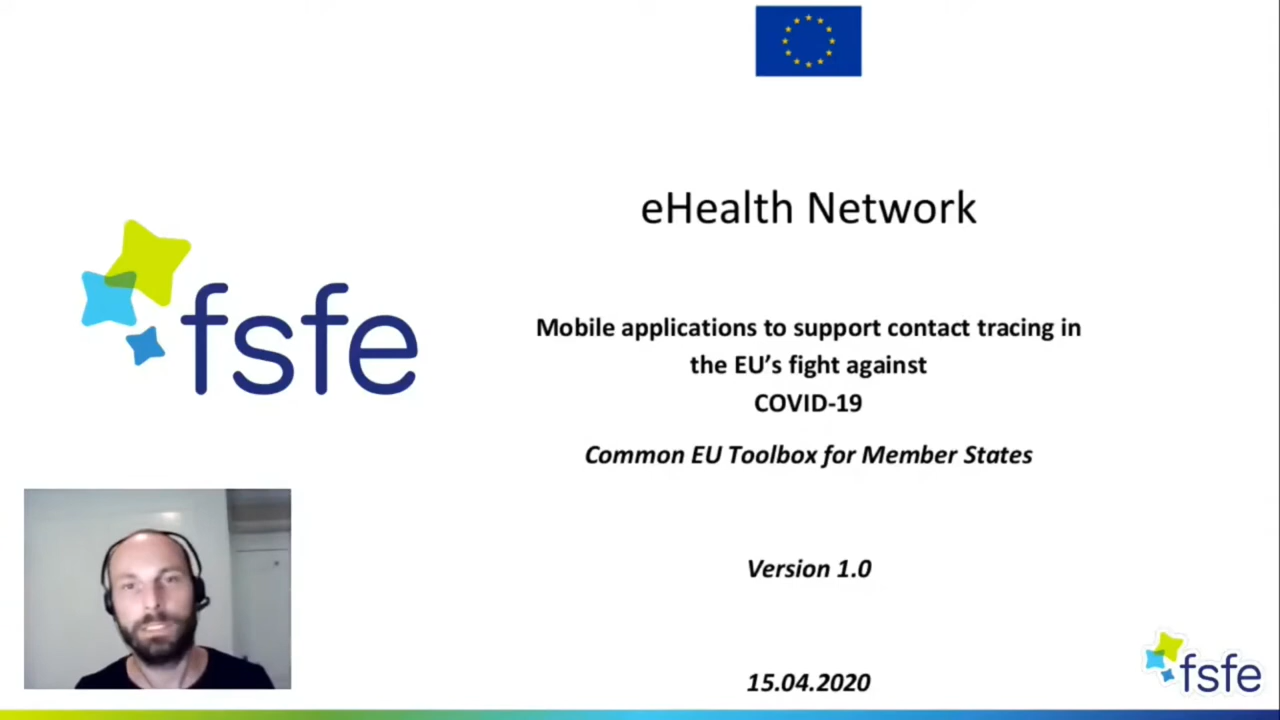 eHealth Network
fsfe
Mobile applications to support contact tracing in
the EU's fight against
COVID-19
Common EU Toolbox for Member States
Version 1.0
15.04.2020
fsfe